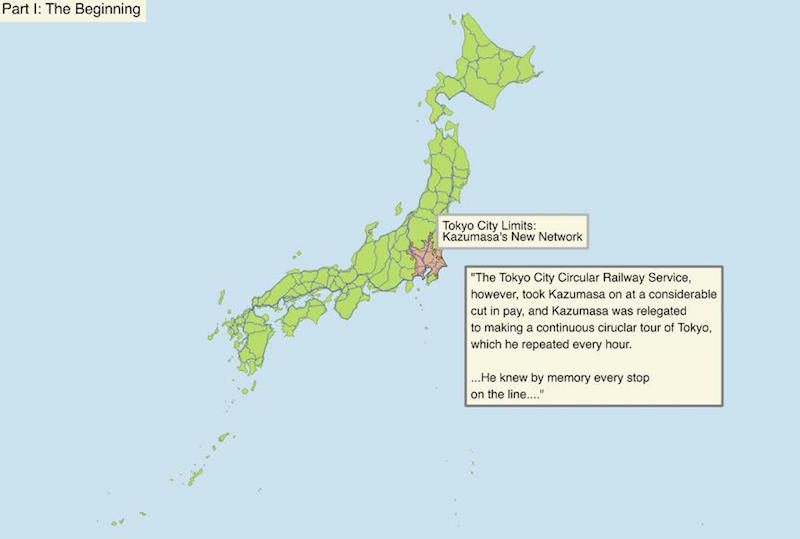 Part I: The Beginning
Tokyo City Limits:
Kazumasa's New Network
"The Tokyo City Circular Railway Service,
however, took Kazumasa on at a considerable
cut in pay, and Kazumasa was relegated
to making a continuous ciruclar tour of Tokyo,
which he repeated every hour.
...He knew by memory every stop
on the line...."